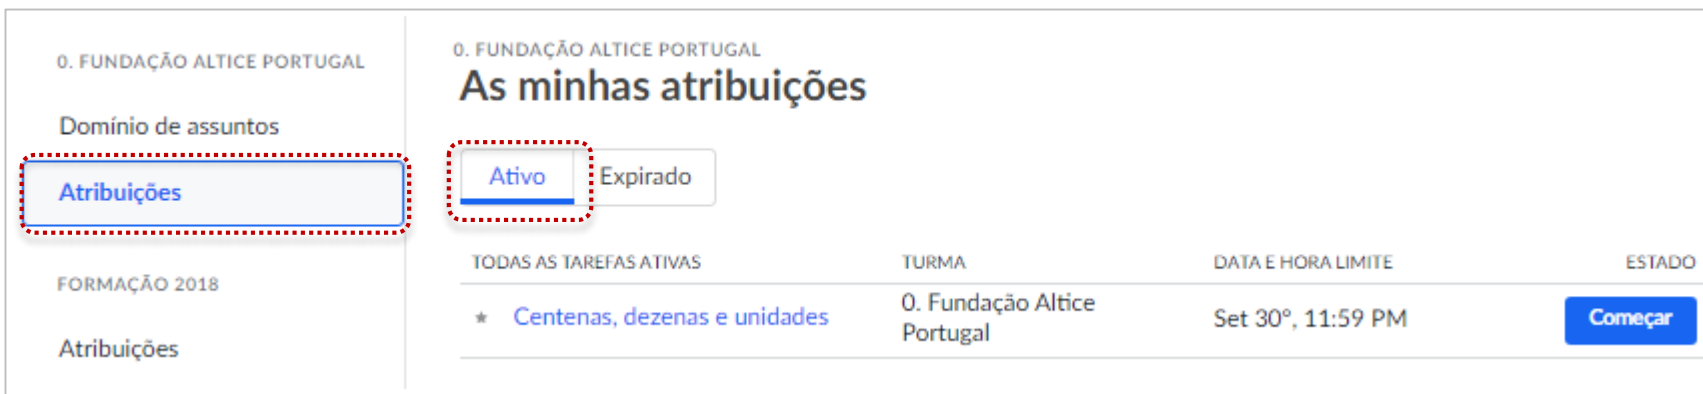 0. FUNDAÇÃO ALTICE PORTUGAL
Domínio de assuntos
Atribuições
FORMAÇÃO 2018
Atribuições
0. FUNDAÇÃO ALTICE PORTUGAL
As minhas atribuições
Ativo
Expirado
TODAS AS TAREFAS ATIVAS TURMA DATA E HORA LIMITE ESTADO
Centenas, dezenas e unidades
0. Fundação Altice
Portugal
Set 30º, 11:59 PM
Começar